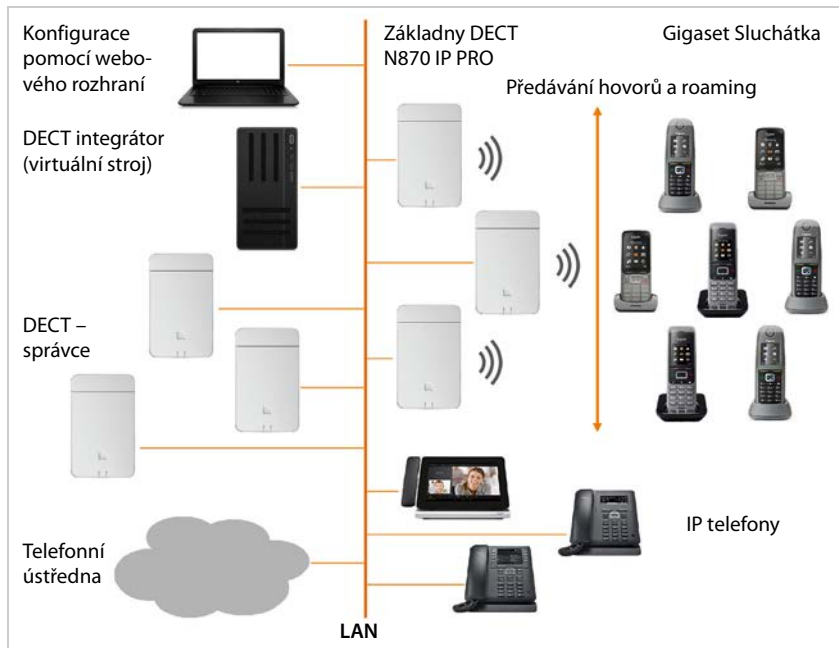 Konfigurace
pomocí webo-
vého rozhraní
Základny DECT
N870 IP PRO
Gigaset Sluchátka
Předávání hovorů a roaming
DECT integrátor
(virtuální stroj)
DECT –
správce
IP telefony
Telefonní
ústředna
LAN